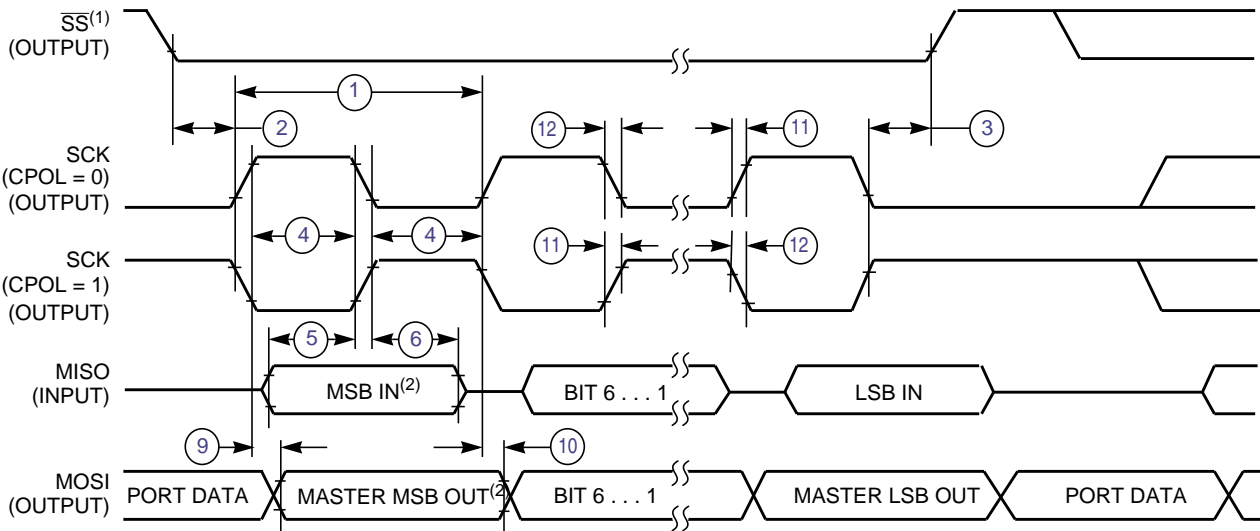 SS(1)
(OUTPUT)
1
2
12
11
3
SCK
(CPOL = 0)
(OUTPUT)
4
4
11
12
SCK
(CPOL = 1)
(OUTPUT)
5
6
MISO
(INPUT)
MSB IN(2)
BIT 6 . . . 1
LSB IN
9
10
MOSI
(OUTPUT)
PORT DATA
MASTER MSB OUT(2
BIT 6 . . . 1
MASTER LSB OUT
PORT DATA